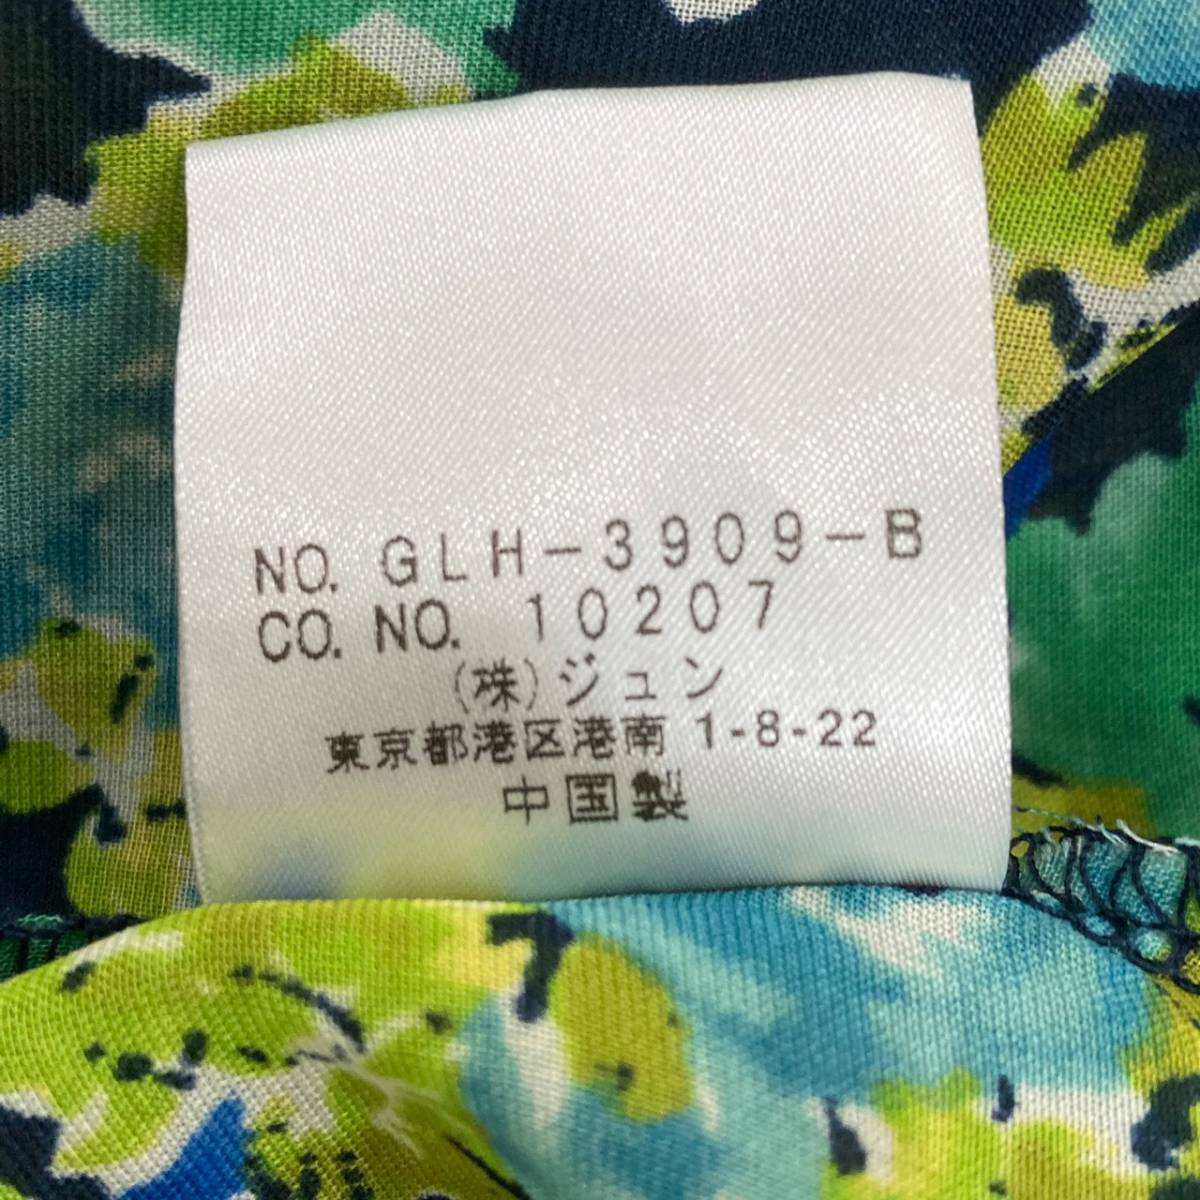 NO. GLH-3909-B
CO. NO. 10207
(株)ジュン
東京都港区港南 1-8-22
中国製